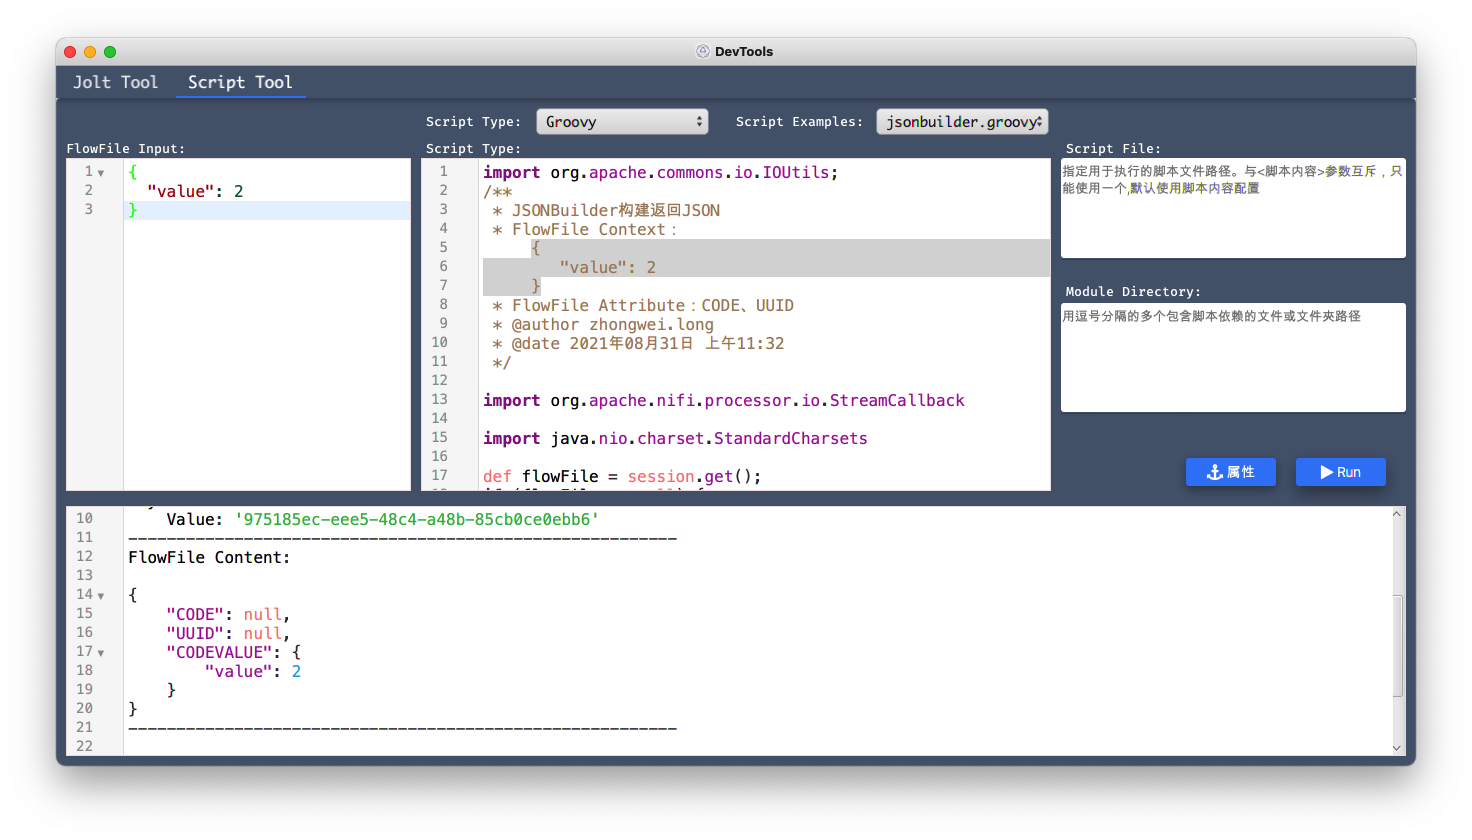 DevTools
Jolt Tool
Script Tool
Script Type:
Groovy
Script Examples:
jsonbuilder.groovy
FlowFile Input:
1
{
2
"value": 2
3
}
Script Type:
1
import org.apache.commons.io.IOUtils;
2
/**
3
* JSONBuilder构建返回JSON
4
* FlowFile Context：
5
{
6
"value": 2
7
}
8
* FlowFile Attribute：CODE、UUID
9
* @author zhongwei.long
10
* @date 2021年08月31日 上午11:32
11
*/
12
13
import org.apache.nifi.processor.io.StreamCallback
14
15
import java.nio.charset.StandardCharsets
16
17
def flowFile = session.get();
Script File:
指定用于执行的脚本文件路径。与<脚本内容>参数互斥，只
能使用一个,默认使用脚本内容配置
Module Directory:
用逗号分隔的多个包含脚本依赖的文件或文件夹路径
属性
Run
10
Value: '975185ec-eee5-48c4-a48b-85cb0ce0ebb6'
11
---------------------------------------------------------
12
FlowFile Content:
13
14
{
15
"CODE": null,
16
"UUID": null,
17
"CODEVALUE": {
18
"value": 2
19
}
20
}
21
---------------------------------------------------------
22